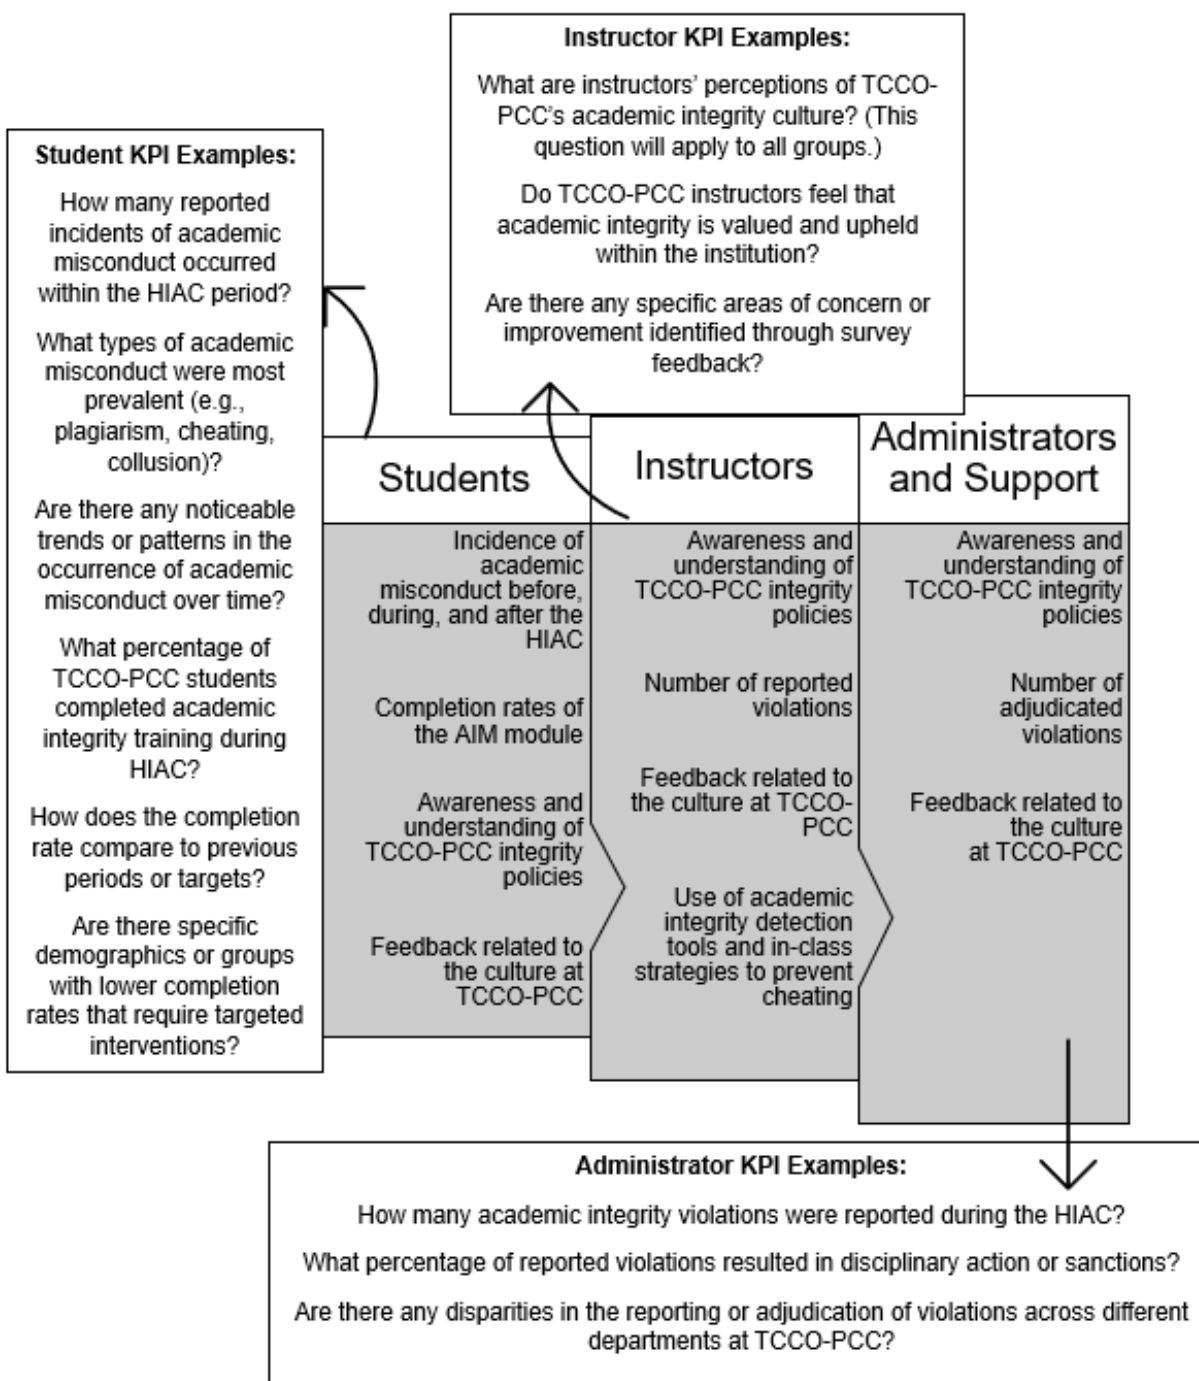 Instructor KPI Examples:
What are instructors' perceptions of TCCO-
PCC's academic integrity culture? (This
question will apply to all groups.)
Do TCCO-PCC instructors feel that
academic integrity is valued and upheld
within the institution?
Are there any specific areas of concern or
improvement identified through survey
feedback?
Student KPI Examples:
How many reported
incidents of academic
misconduct occurred
within the HIAC period?
What types of academic
misconduct were most
prevalent (e.g.,
plagiarism, cheating,
collusion)?
Are there any noticeable
trends or patterns in the
occurrence of academic
misconduct over time?
What percentage of
TCCO-PCC students
completed academic
integrity training during
HIAC?
How does the completion
rate compare to previous
periods or targets?
Are there specific
demographics or groups
with lower completion
rates that require targeted
interventions?
Students
Incidence of
academic
misconduct before,
during, and after the
HIAC
Completion rates of
the AIM module
Awareness and
understanding of
TCCO-PCC integrity
policies
Feedback related to
the culture at
TCCO-PCC
Instructors
Awareness and
understanding of
TCCO-PCC integrity
policies
Number of reported
violations
Feedback related to
the culture at TCCO-
PCC
Use of academic
integrity detection
tools and in-class
strategies to prevent
cheating
Administrators
and Support
Awareness and
understanding of
TCCO-PCC integrity
policies
Number of
adjudicated
violations
Feedback related to
the culture
at TCCO-PCC
Administrator KPI Examples:
How many academic integrity violations were reported during the HIAC?
What percentage of reported violations resulted in disciplinary action or sanctions?
Are there any disparities in the reporting or adjudication of violations across different
departments at TCCO-PCC?